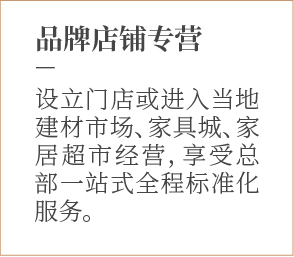 品牌店铺专营
设立门店或进入当地
建材市场、家具城、家
居超市经营，享受总
部一站式全程标准化
服务。